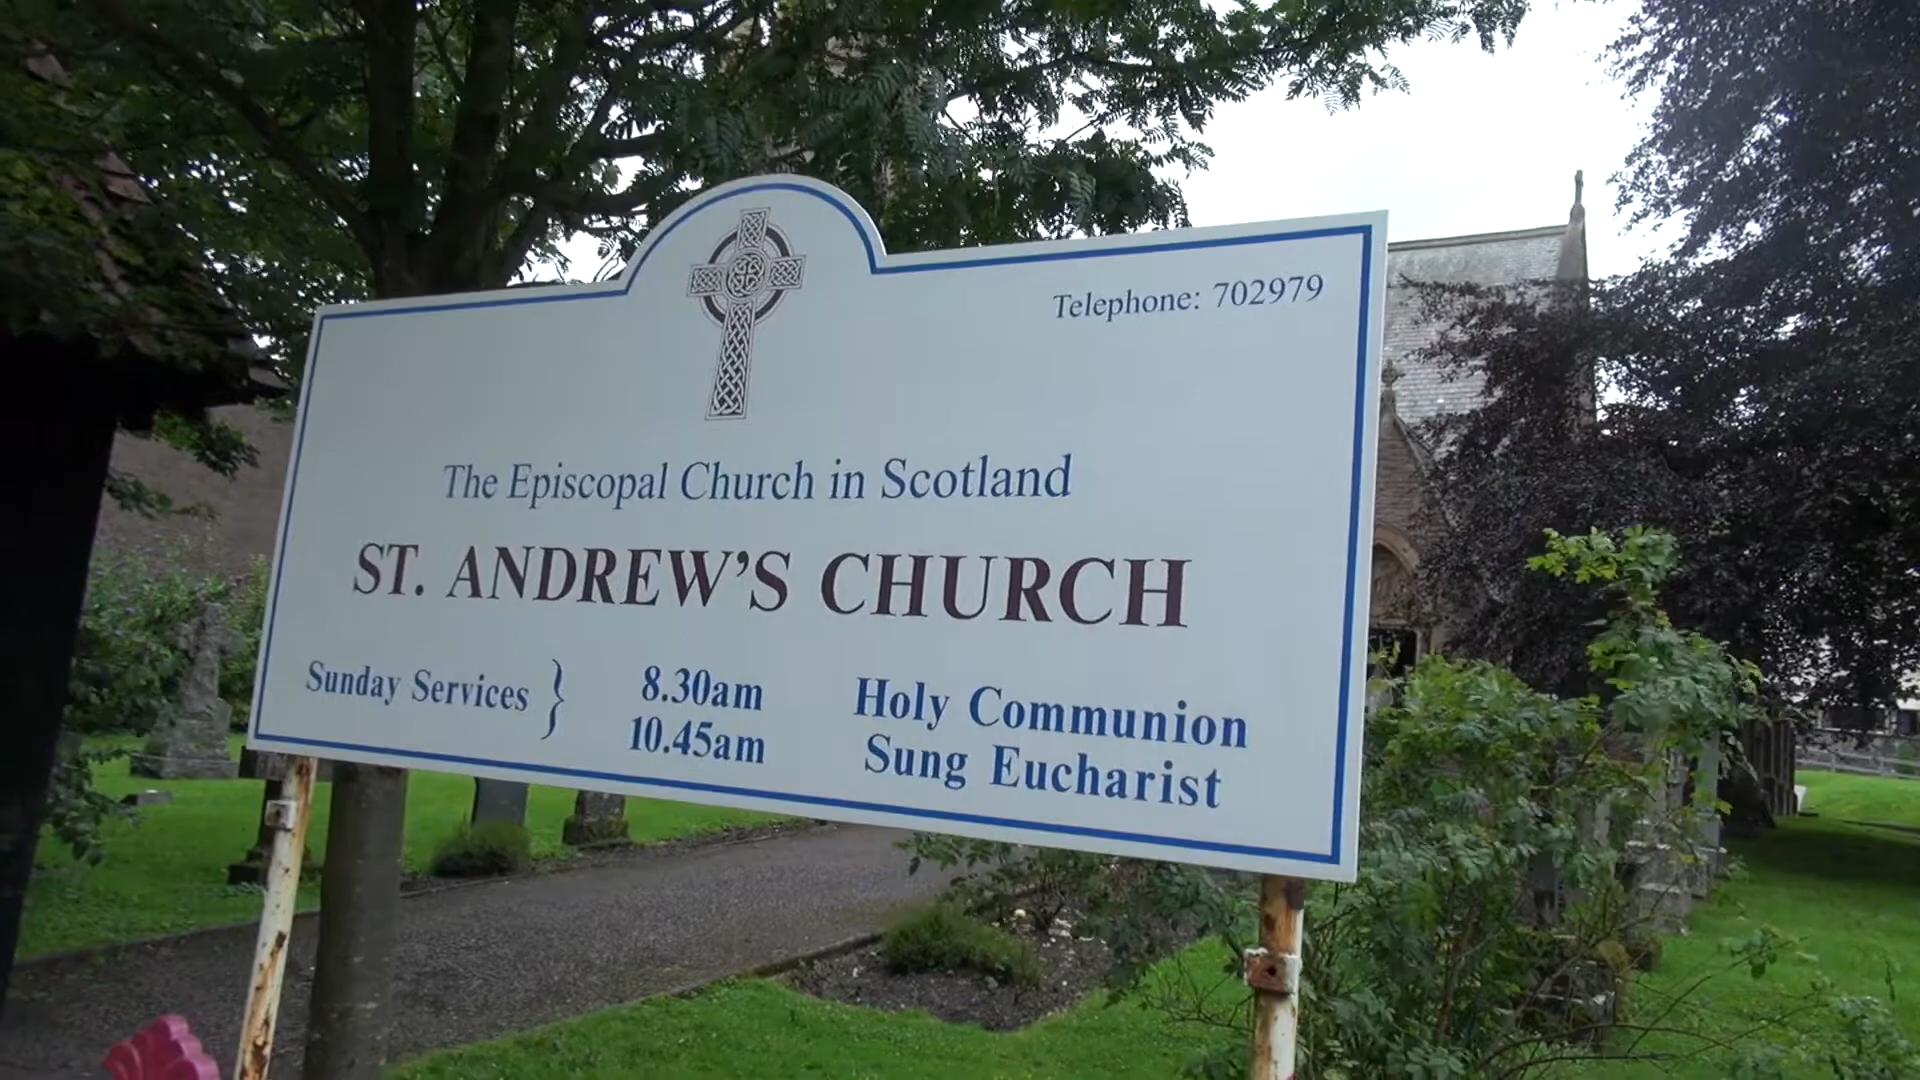 Telephone: 702979
The Episcopal Church in Scotland
ST. ANDREW'S CHURCH
Sunday Services } 8.30am Holy Communion
10.45am Sung Eucharist